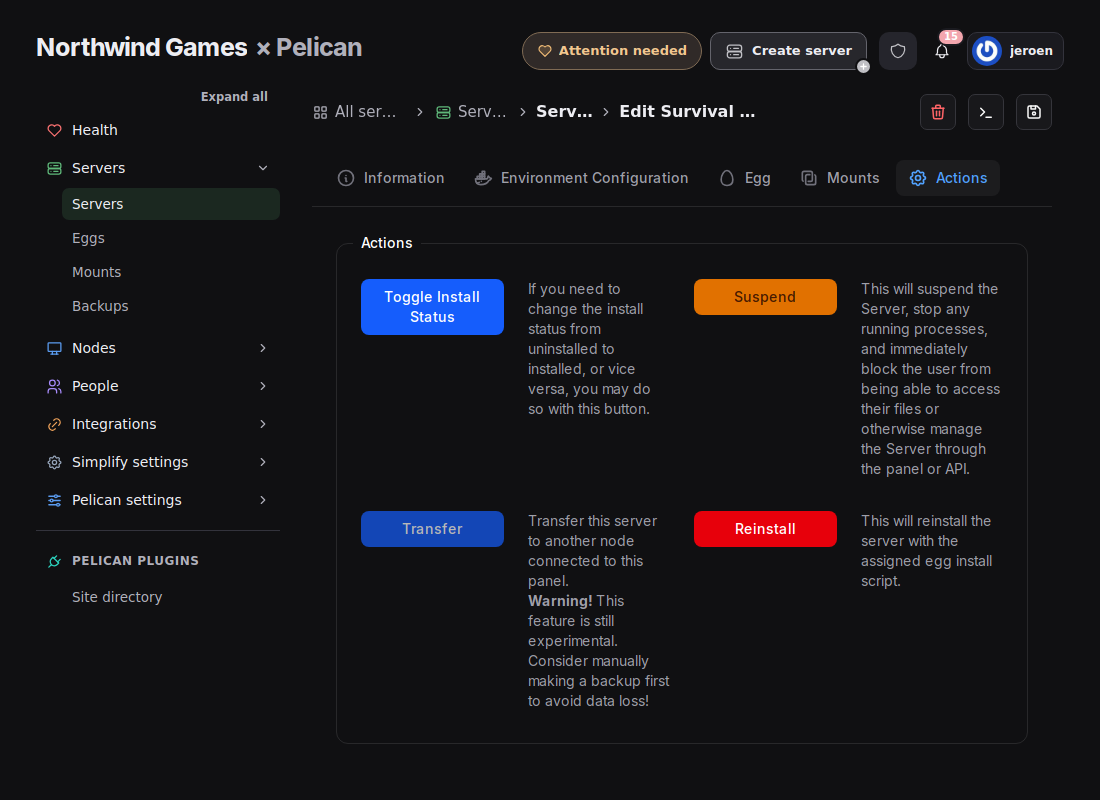 Northwind Games × Pelican
Attention needed
Create server
15
jeroen
Expand all
Health
Servers
Servers
Eggs
Mounts
Backups
Nodes
People
Integrations
Simplify settings
Pelican settings
PELICAN PLUGINS
Site directory
All ser... > Serv... > Serv... > Edit Survival ...
Information
Environment Configuration
Egg
Mounts
Actions
Actions
Toggle Install
Status
If you need to
change the install
status from
uninstalled to
installed, or vice
versa, you may do
so with this button.
Suspend
This will suspend the
Server, stop any
running processes,
and immediately
block the user from
being able to access
their files or
otherwise manage
the Server through
the panel or API.
Transfer
Transfer this server
to another node
connected to this
panel.
Warning! This
feature is still
experimental.
Consider manually
making a backup first
to avoid data loss!
Reinstall
This will reinstall the
server with the
assigned egg install
script.